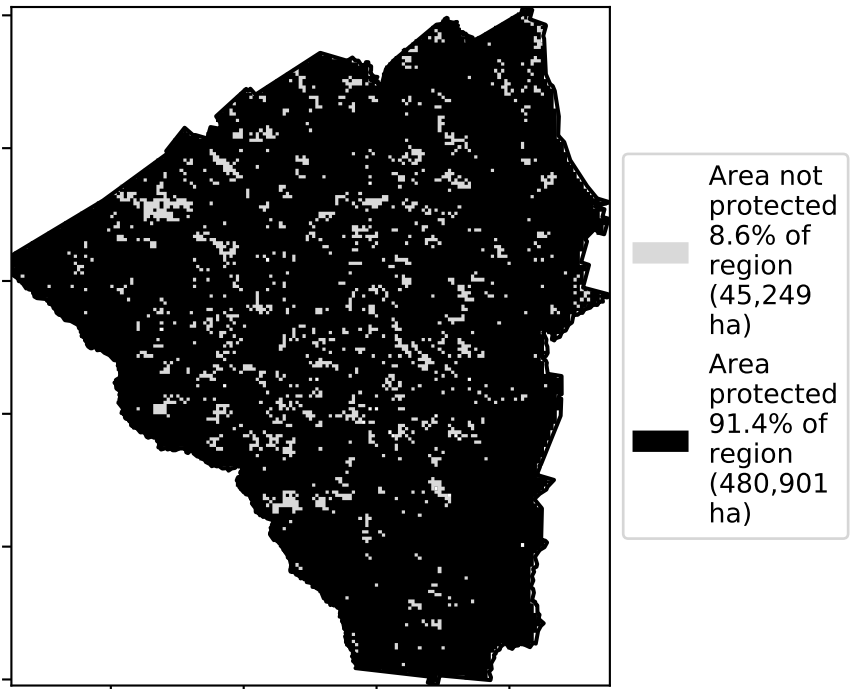 Area not
protected
8.6% of
region
(45,249
ha)
Area
protected
91.4% of
region
(480,901
ha)